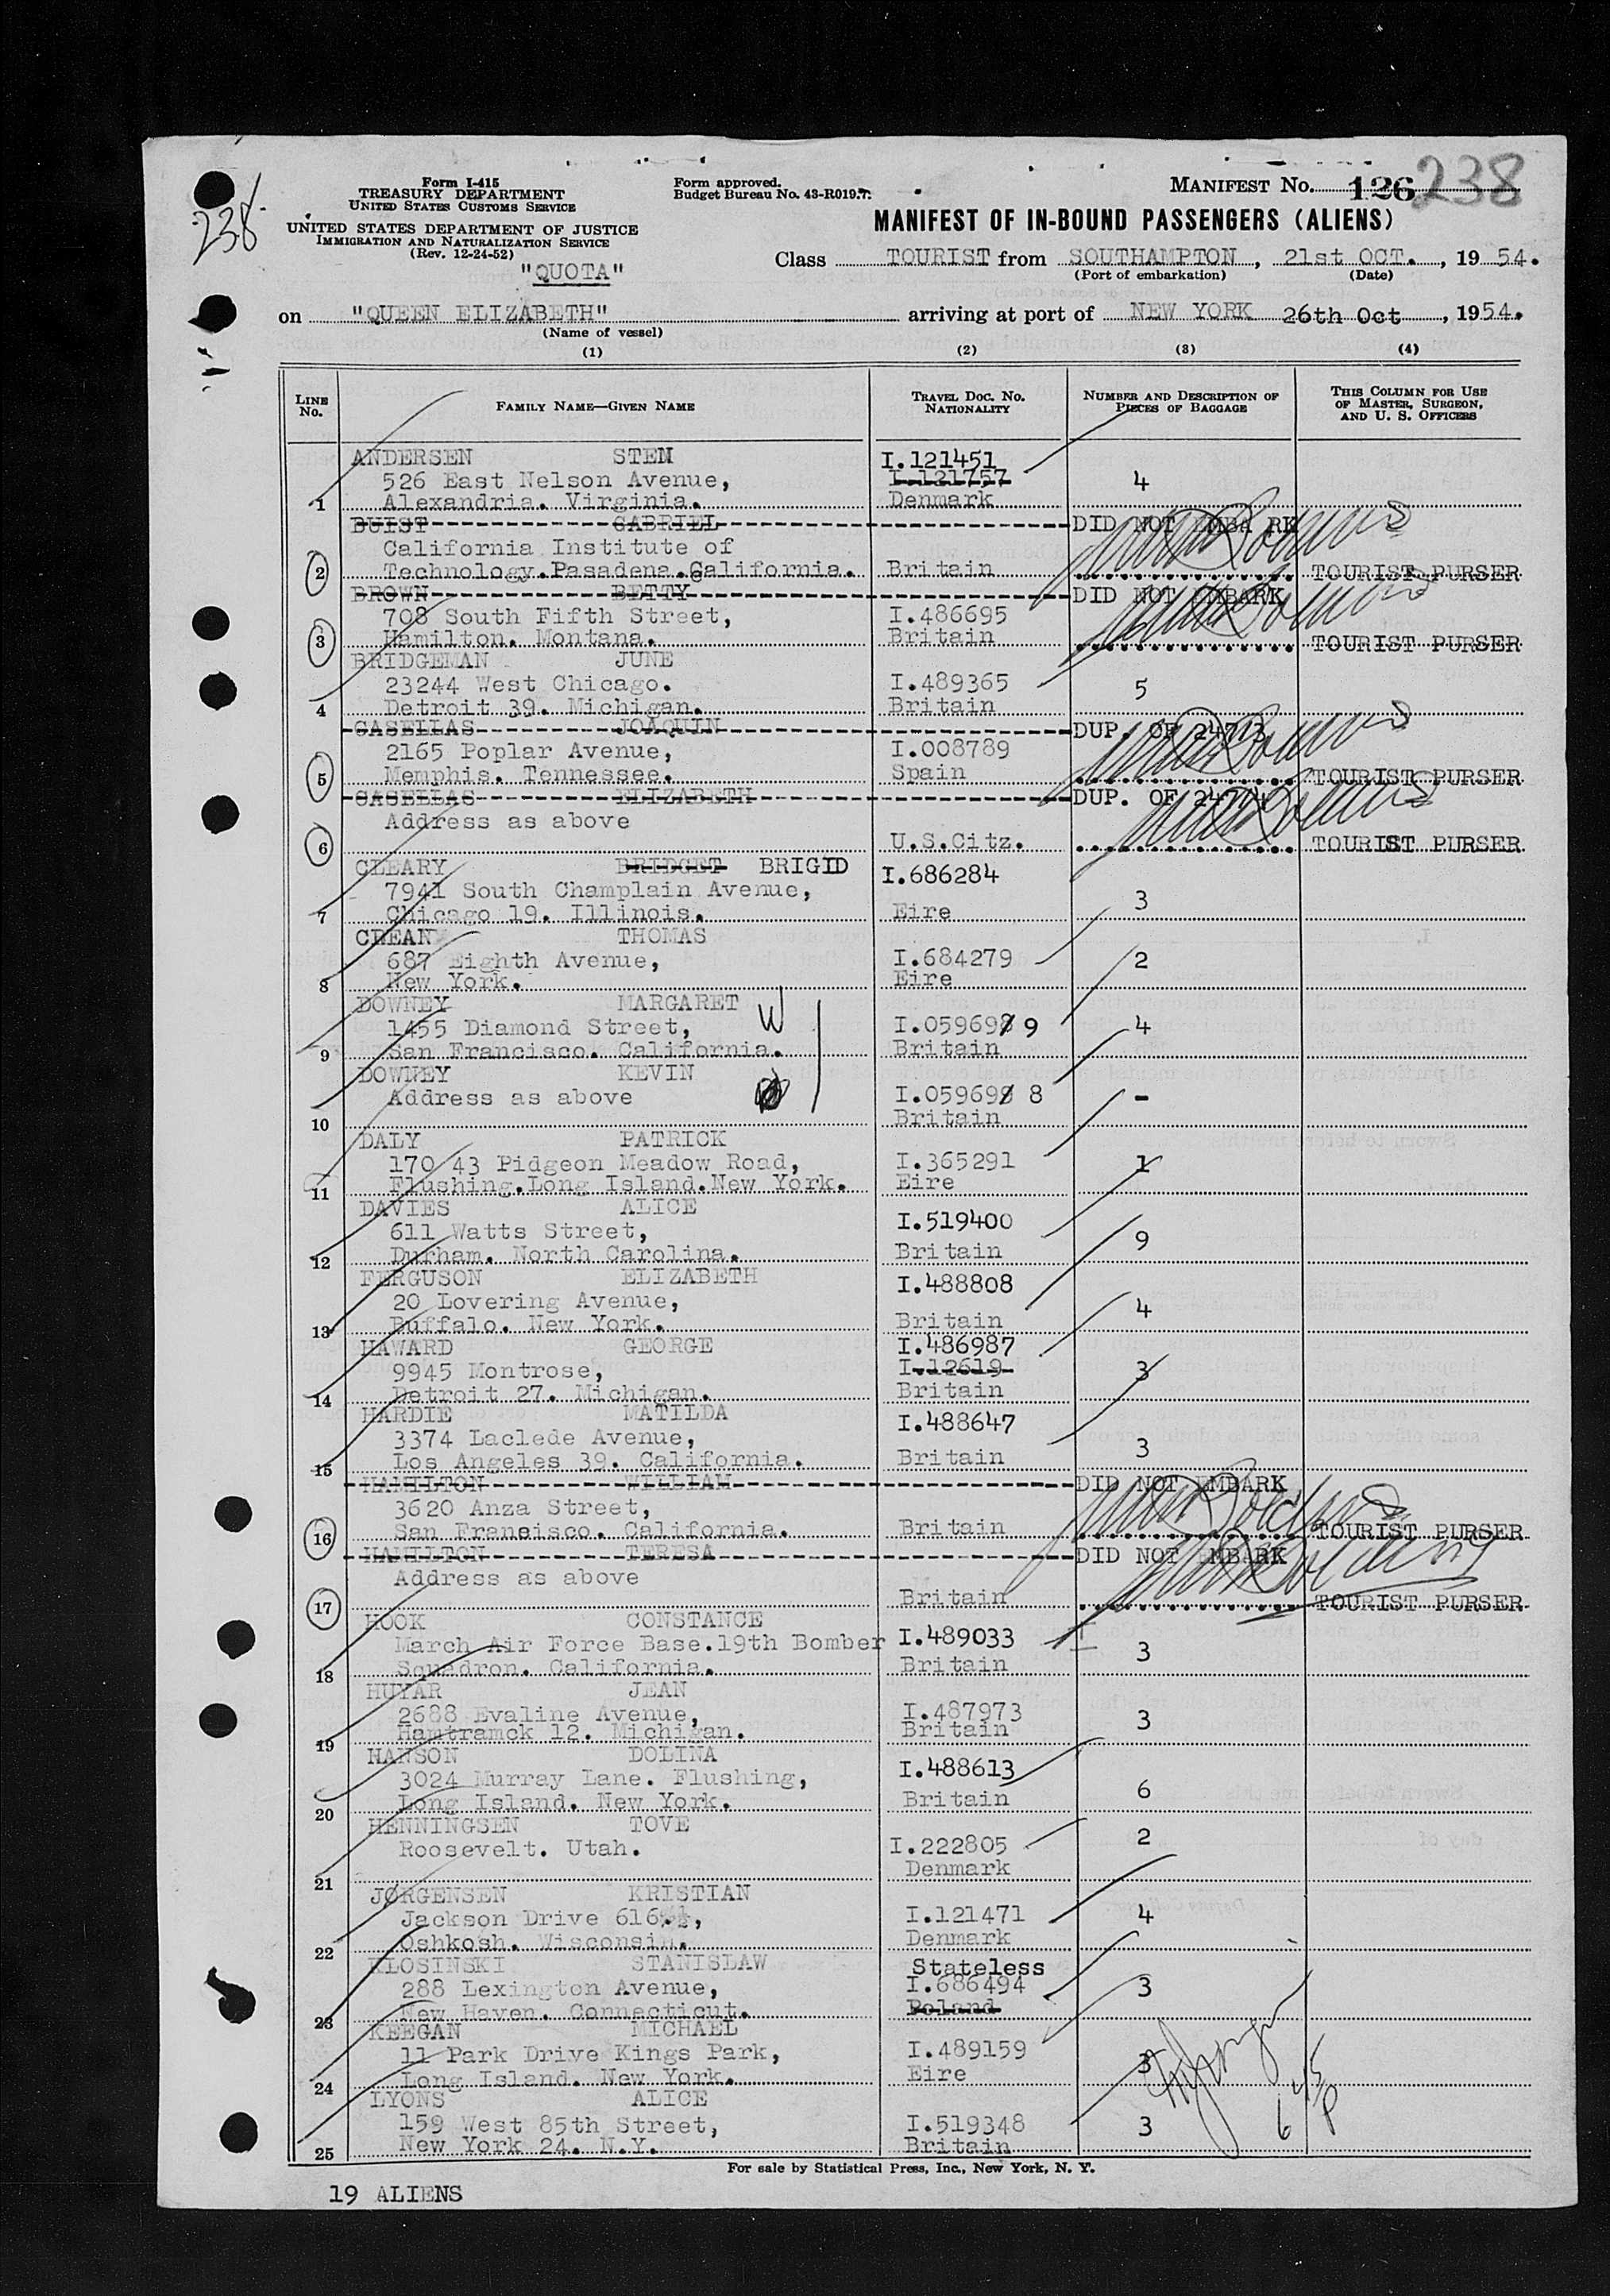 238
Form I-415
TREASURY DEPARTMENT
UNITED STATES CUSTOMS SERVICE
UNITED STATES DEPARTMENT OF JUSTICE
IMMIGRATION AND NATURALIZATION SERVICE
(Rev. 12-24-52)
"QUOTA"
Form approved.
Budget Bureau No. 43-R019.7.
MANIFEST No. 126 238
MANIFEST OF IN-BOUND PASSENGERS (ALIENS)
Class TOURIST from SOUTHAMPTON, 21st OCT., 1954.
(Port of embarkation) (Date)
on "QUEEN ELIZABETH" arriving at port of NEW YORK 26th Oct, 1954.
(Name of vessel)
(1) (2) (3) (4)
LINE No. FAMILY NAME—GIVEN NAME TRAVEL DOC. NO. NATIONALITY NUMBER AND DESCRIPTION OF PIECES OF BAGGAGE THIS COLUMN FOR USE OF MASTER, SURGEON, AND U. S. OFFICERS
ANDERSEN STEM I.121451
526 East Nelson Avenue, I.121757 4
1 Alexandria. Virginia. Denmark
BUIST GABRIEL DID NOT EMBA RK
California Institute of
2 Technology.Pasadena.California. Britain TOURIST PURSER
BROWN BETTY DID NOT EMBARK
708 South Fifth Street, I.486695
3 Hamilton. Montana. Britain TOURIST PURSER
BRIDGEMAN JUNE
23244 West Chicago. I.489365 5
4 Detroit 39. Michigan. Britain
CASELLAS JOAQUIN DUP. OF 24713
2165 Poplar Avenue, I.008789
5 Memphis. Tennessee. Spain TOURIST PURSER
CASELLAS ELIZABETH DUP. OF
Address as above
6 U.S.Citz. TOURIST PURSER
CLEARY BRIDGET BRIGID I.686284
7941 South Champlain Avenue, 3
7 Chicago 19. Illinois. Eire
CREAN THOMAS
687 Eighth Avenue, I.684279 2
8 New York. Eire
DOWNEY MARGARET W
1455 Diamond Street, I.059698 9 4
9 San Francisco. California. Britain
DOWNEY KEVIN
Address as above I.059699 8 -
10 Britain
DALY PATRICK
170 43 Pidgeon Meadow Road, I.365291 1
11 Flushing.Long Island.New York. Eire
DAVIES ALICE
611 Watts Street, I.519400 9
12 Durham. North Carolina. Britain
FERGUSON ELIZABETH I.488808
20 Lovering Avenue, 4
13 Buffalo. New York. Britain
HAWARD GEORGE I.486987
9945 Montrose, I.12619 3
14 Detroit 27. Michigan. Britain
HARDIE MATILDA I.488647
3374 Laclede Avenue, 3
15 Los Angeles 39. California. Britain
HAMILTON WILLIAM DID NOT EMBARK
3620 Anza Street,
16 San Francisco. California. Britain TOURIST PURSER
HAMILTON TERESA DID NOT EMBARK
Address as above
17 Britain TOURIST PURSER
HOOK CONSTANCE
March Air Force Base.19th Bomber I.489033 3
18 Squadron. California. Britain
HUYAR JEAN
2688 Evaline Avenue, I.487973 3
19 Hamtramck 12. Michigan. Britain
HANSON DOLINA
3024 Murray Lane. Flushing, I.488613 6
20 Long Island. New York. Britain
HENNINGSEN TOVE
Roosevelt. Utah. I.222805 2
21 Denmark
JØRGENSEN KRISTIAN
Jackson Drive 616 I.121471 4
22 Oshkosh. Wisconsin. Denmark
KLOSINSKI STANISLAW Stateless
288 Lexington Avenue, I.686494 3
23 New Haven. Connecticut. Poland
KEEGAN MICHAEL
11 Park Drive Kings Park, I.489159 3
24 Long Island. New York. Eire
LYONS ALICE
159 West 85th Street, I.519348 3
25 New York 24. N.Y. Britain
For sale by Statistical Press, Inc., New York, N. Y.
19 ALIENS